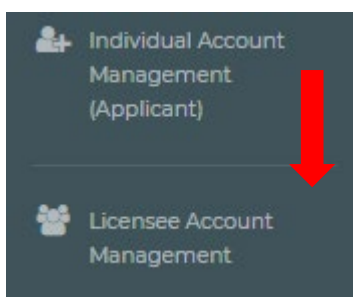 Individual Account
Management
(Applicant)
Licensee Account
Management